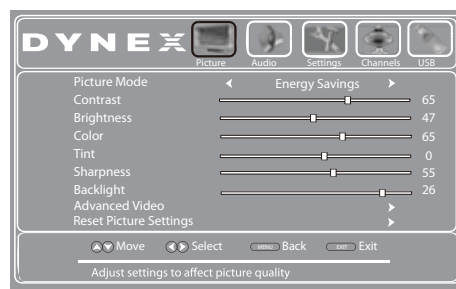 DYNEX
Picture Audio Settings Channels USB
Picture Mode Energy Savings
Contrast 65
Brightness 47
Color 65
Tint 0
Sharpness 55
Backlight 26
Advanced Video
Reset Picture Settings
Move Select MENU Back EXIT Exit
Adjust settings to affect picture quality